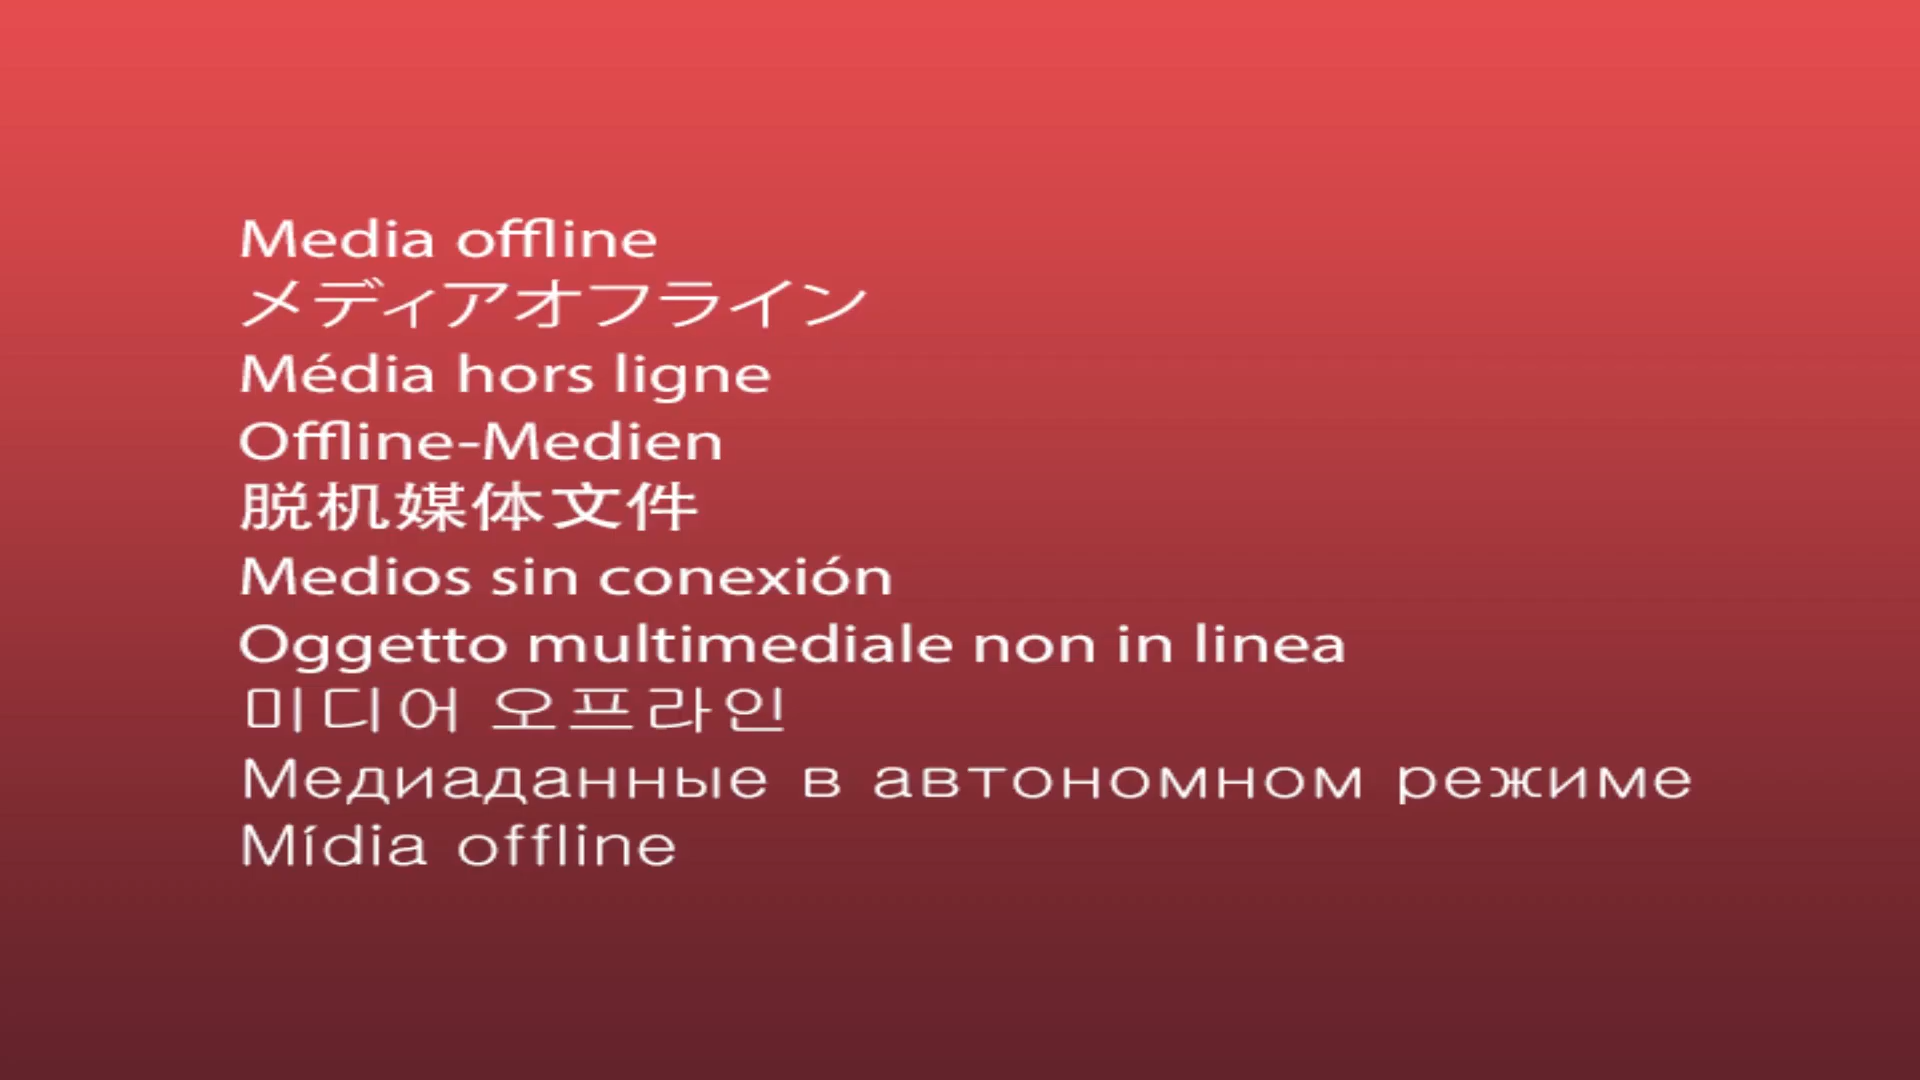 Media offline
メディアオフライン
Média hors ligne
Offline-Medien
脱机媒体文件
Medios sin conexión
Oggetto multimediale non in linea
미디어 오프라인
Медиаданные в автономном режиме
Mídia offline